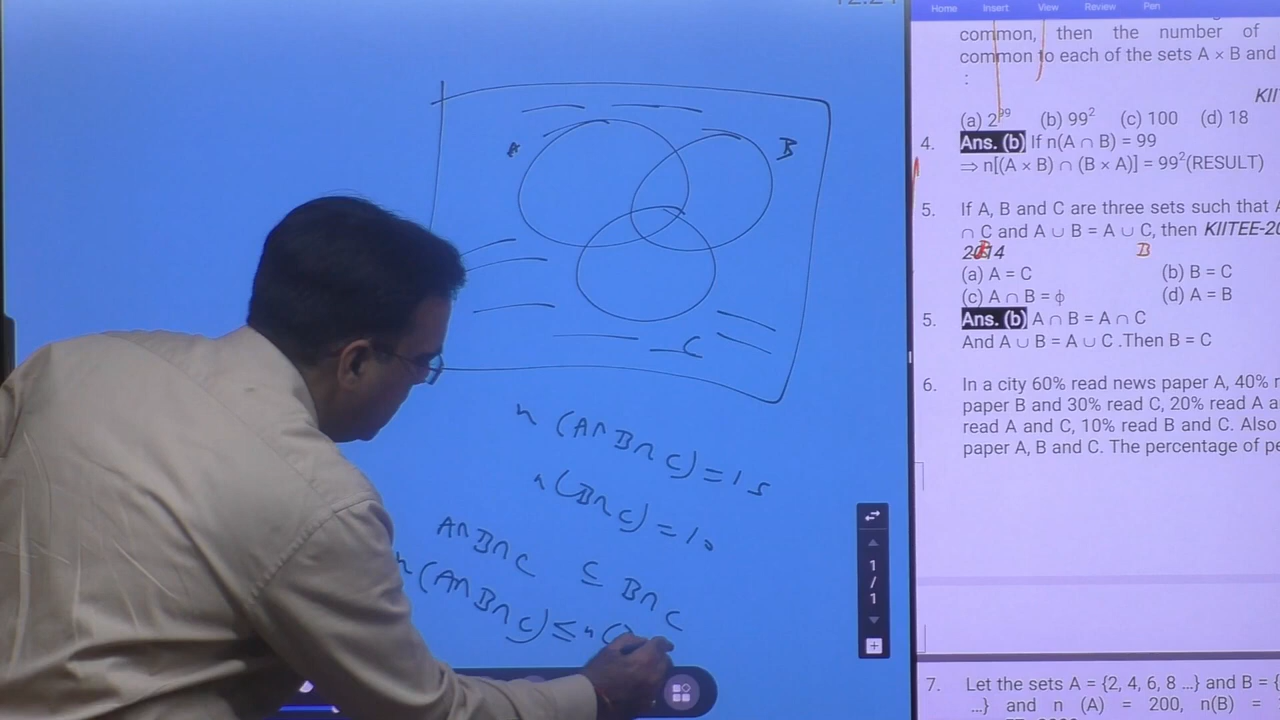 A
B
C
n (A∩B∩C) = 15
n (B∩C) = 10
A∩B∩C ⊆ B∩C
n (A∩B∩C) ≤ n (
1
/
1
Home Insert View Review Pen
common, then the number of
common to each of the sets A × B and
:
(a) 2^99 (b) 99² (c) 100 (d) 18
4. Ans. (b) If n(A ∩ B) = 99
⇒ n[(A × B) ∩ (B × A)] = 99²(RESULT)
5. If A, B and C are three sets such that
∩ C and A ∪ B = A ∪ C, then
B
(a) A = C (b) B = C
(c) A ∩ B = ϕ (d) A = B
5. Ans. (b) A ∩ B = A ∩ C
And A ∪ B = A ∪ C .Then B = C
6. In a city 60% read news paper A, 40%
paper B and 30% read C, 20% read A
read A and C, 10% read B and C. Also
paper A, B and C. The percentage of
7. Let the sets A = {2, 4, 6, 8 ...} and B = {
...} and n (A) = 200, n(B) =